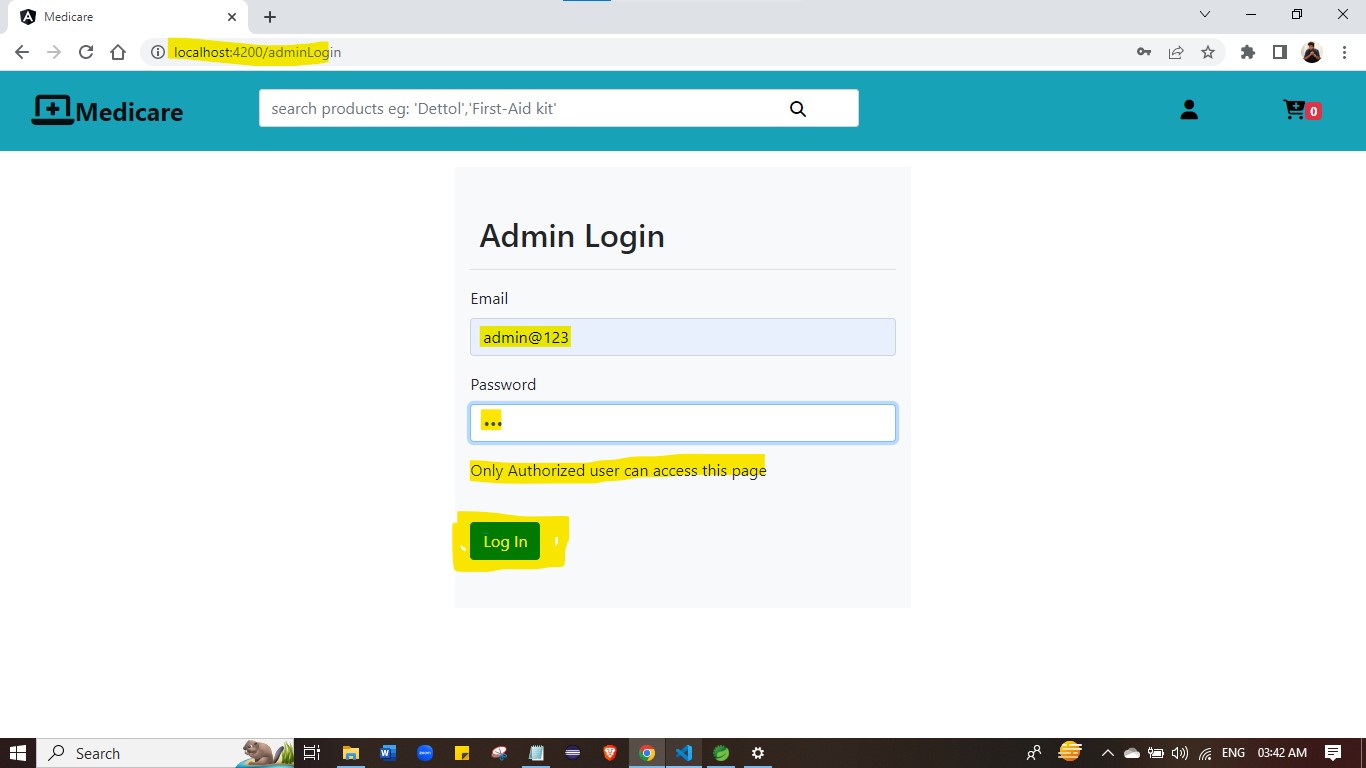 Medicare
localhost:4200/adminLogin
Medicare
search products eg: 'Dettol','First-Aid kit'
0
Admin Login
Email
admin@123
Password
•••
Only Authorized user can access this page
Log In
Search
ENG
03:42 AM